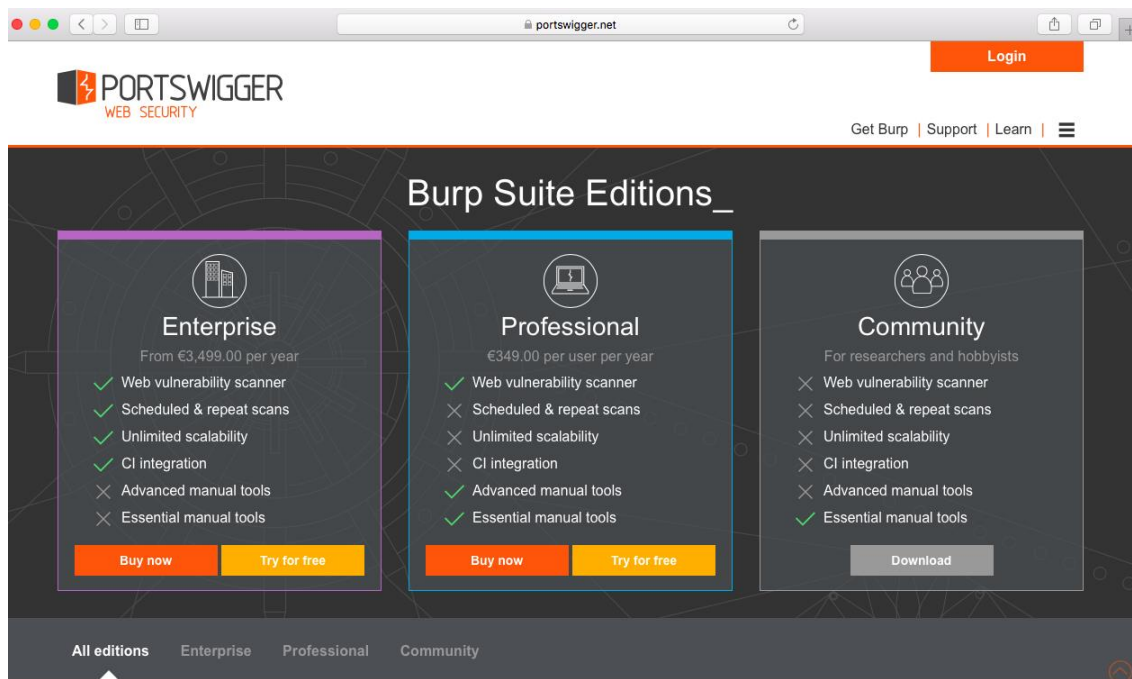 portswigger.net
Login
PORTSWIGGER
WEB SECURITY
Get Burp | Support | Learn |
Burp Suite Editions_
Enterprise
From €3,499.00 per year
Web vulnerability scanner
Scheduled & repeat scans
Unlimited scalability
CI integration
Advanced manual tools
Essential manual tools
Buy now
Try for free
Professional
€349.00 per user per year
Web vulnerability scanner
Scheduled & repeat scans
Unlimited scalability
CI integration
Advanced manual tools
Essential manual tools
Buy now
Try for free
Community
For researchers and hobbyists
Web vulnerability scanner
Scheduled & repeat scans
Unlimited scalability
CI integration
Advanced manual tools
Essential manual tools
Download
All editions Enterprise Professional Community